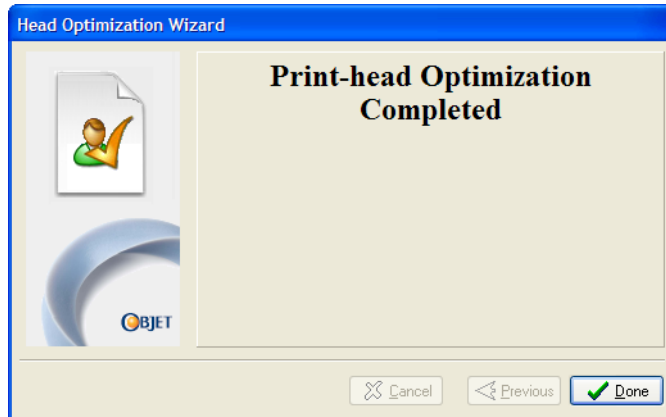 Head Optimization Wizard
Print-head Optimization
Completed
OBJET
Cancel
Previous
Done